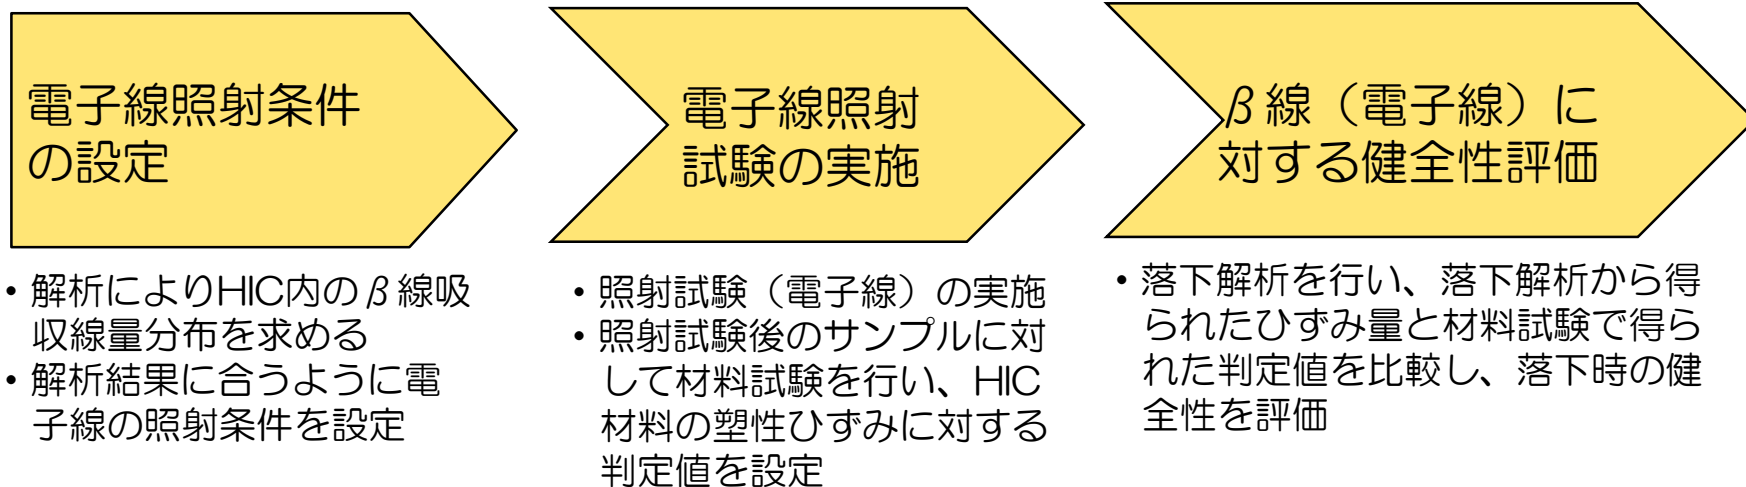 電子線照射条件
の設定
• 解析によりHIC内のβ線吸
収線量分布を求める
• 解析結果に合うように電
子線の照射条件を設定
電子線照射
試験の実施
• 照射試験（電子線）の実施
• 照射試験後のサンプルに対
して材料試験を行い、HIC
材料の塑性ひずみに対する
判定値を設定
β線（電子線）に
対する健全性評価
• 落下解析を行い、落下解析から得
られたひずみ量と材料試験で得ら
れた判定値を比較し、落下時の健
全性を評価